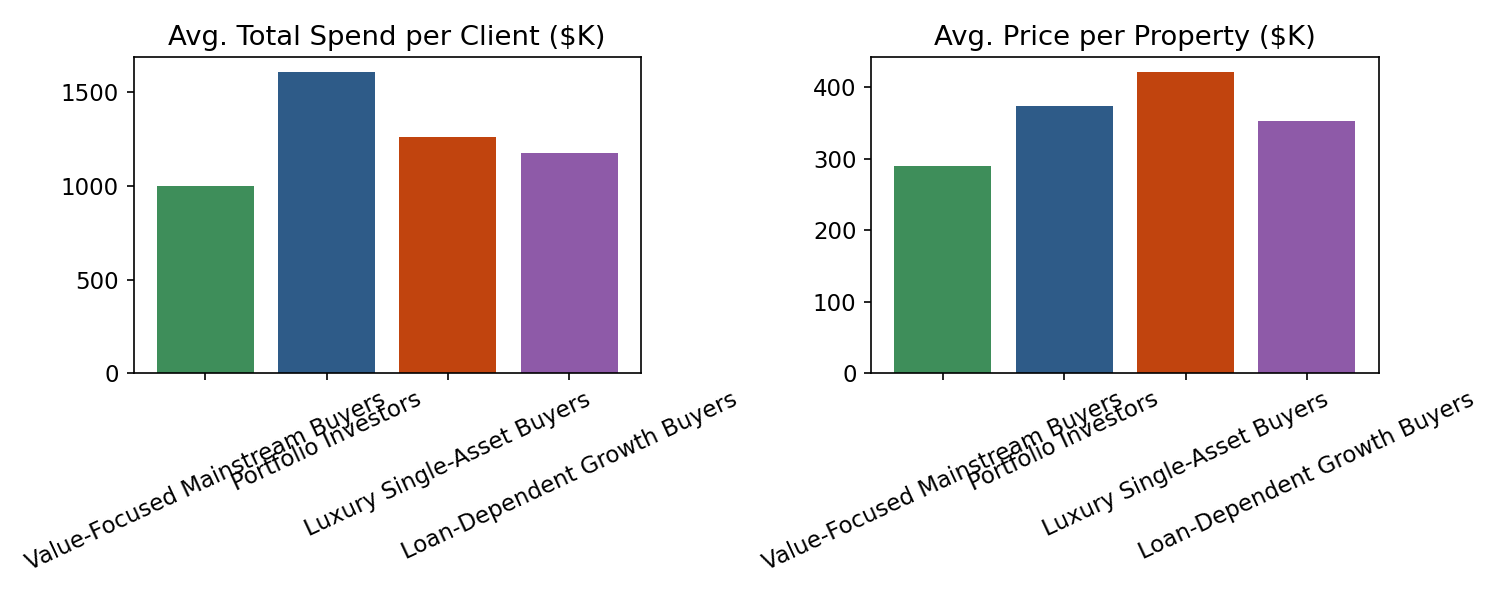 Avg. Total Spend per Client ($K)
1500
1000
500
0
Value-Focused Mainstream Buyers
Portfolio Investors
Luxury Single-Asset Buyers
Loan-Dependent Growth Buyers
Avg. Price per Property ($K)
400
300
200
100
0
Value-Focused Mainstream Buyers
Portfolio Investors
Luxury Single-Asset Buyers
Loan-Dependent Growth Buyers